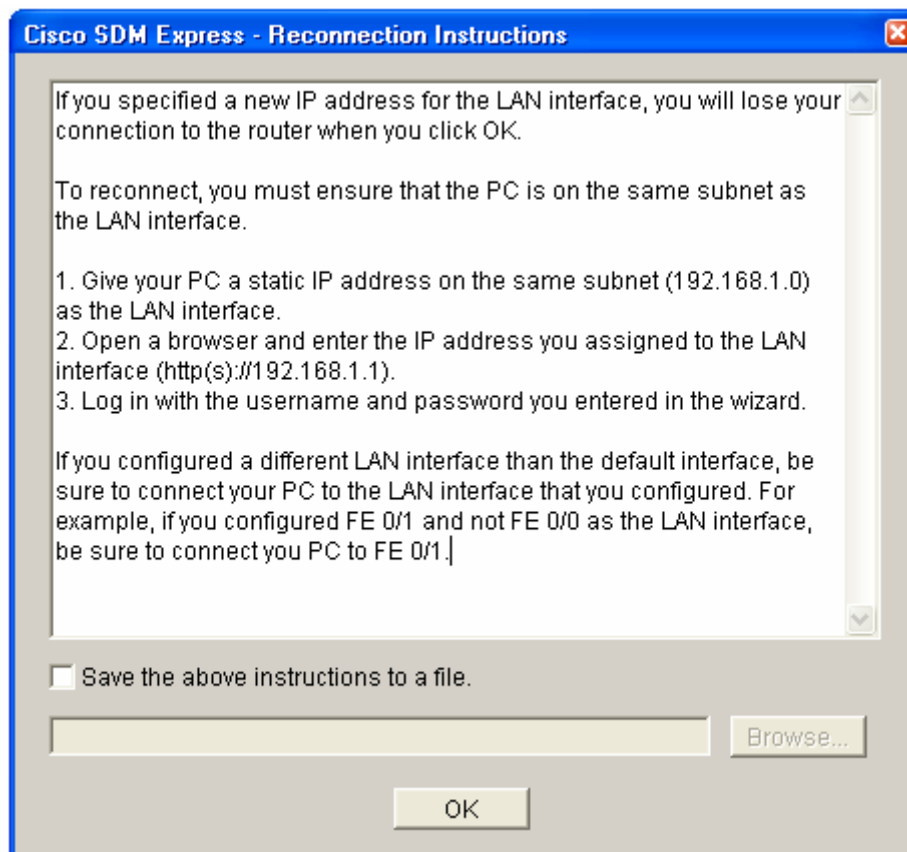 Cisco SDM Express - Reconnection Instructions
If you specified a new IP address for the LAN interface, you will lose your
connection to the router when you click OK.
To reconnect, you must ensure that the PC is on the same subnet as
the LAN interface.
1. Give your PC a static IP address on the same subnet (192.168.1.0)
as the LAN interface.
2. Open a browser and enter the IP address you assigned to the LAN
interface (http(s)://192.168.1.1).
3. Log in with the username and password you entered in the wizard.
If you configured a different LAN interface than the default interface, be
sure to connect your PC to the LAN interface that you configured. For
example, if you configured FE 0/1 and not FE 0/0 as the LAN interface,
be sure to connect you PC to FE 0/1.
Save the above instructions to a file.
Browse...
OK